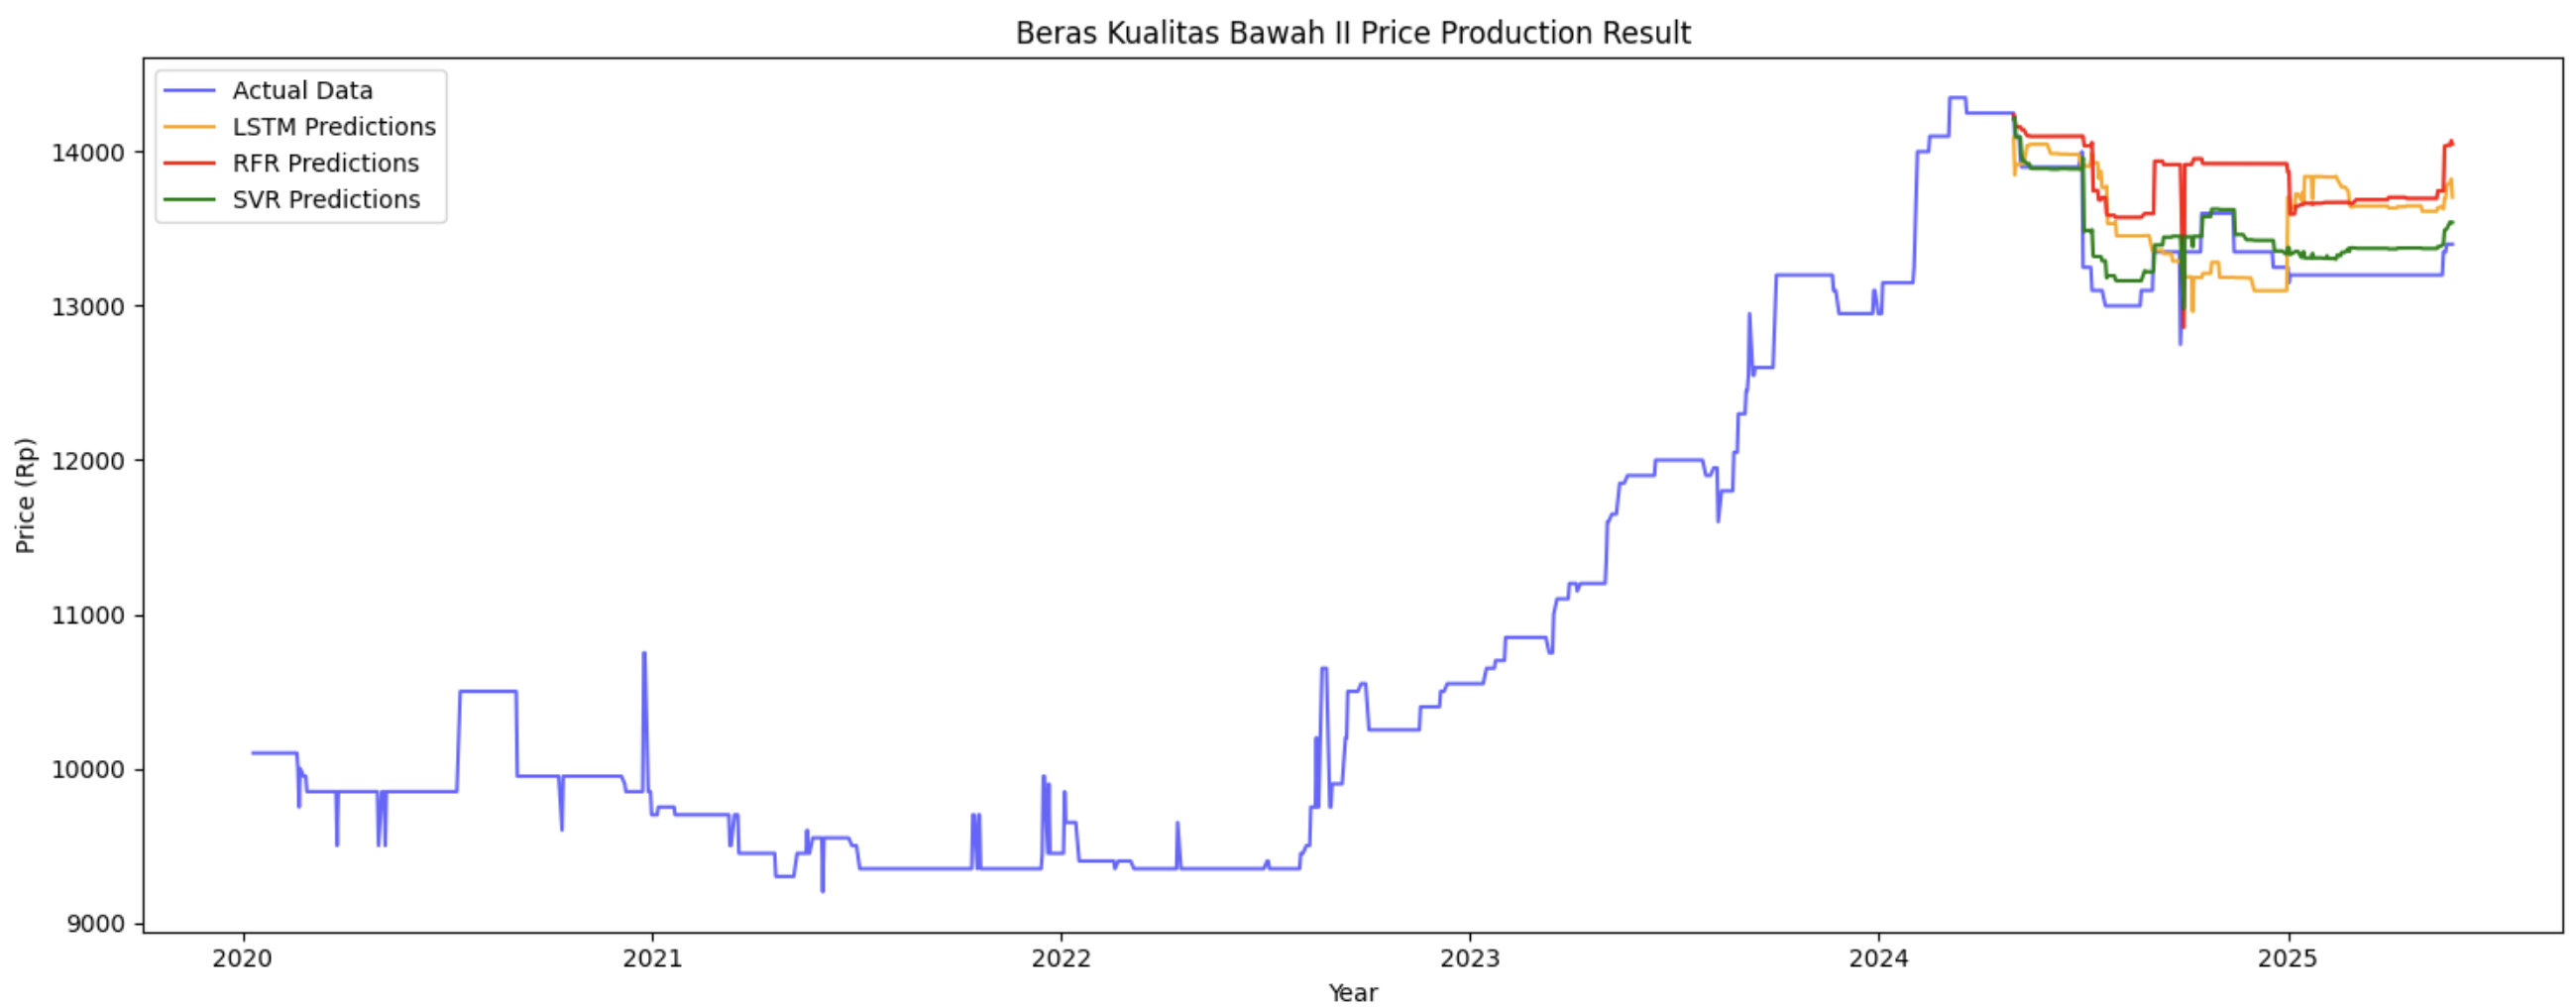 Beras Kualitas Bawah II Price Production Result
Actual Data
LSTM Predictions
RFR Predictions
SVR Predictions
Price (Rp)
14000
13000
12000
11000
10000
9000
2020 2021 2022 2023 2024 2025
Year